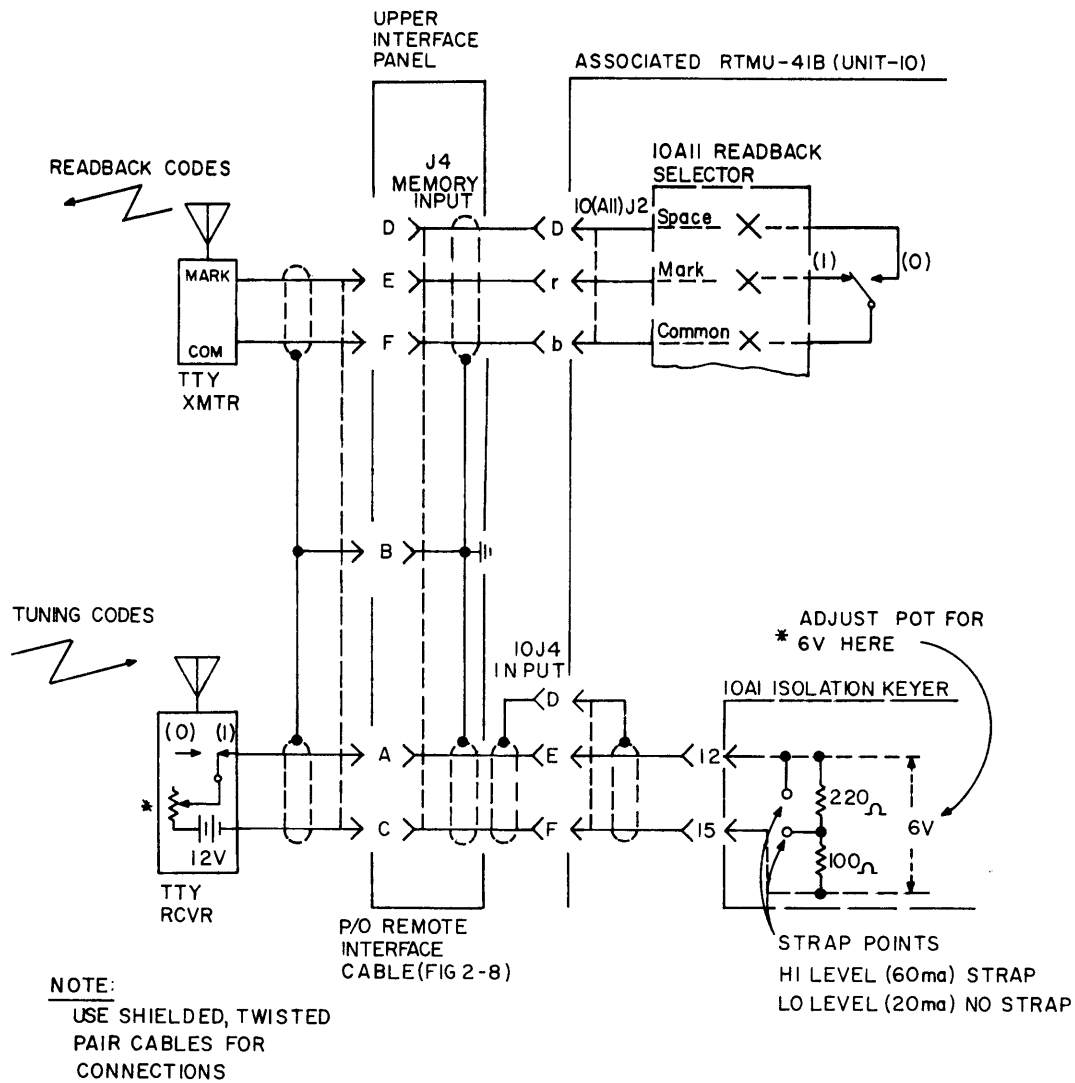 UPPER
INTERFACE
PANEL
ASSOCIATED RTMU-41B (UNIT-10)
READBACK CODES
J4
MEMORY
INPUT
10A11 READBACK
SELECTOR
10(A11)J2
D
D
Space
MARK
E
r
Mark
(1)
(0)
COM
F
b
Common
TTY
XMTR
B
TUNING CODES
ADJUST POT FOR
* 6V HERE
10J4
INPUT
D
10A1 ISOLATION KEYER
(0)
(1)
A
E
12
*
220Ω
6V
12V
C
F
15
100Ω
TTY
RCVR
P/O REMOTE
INTERFACE
CABLE(FIG 2-8)
STRAP POINTS
HI LEVEL (60ma) STRAP
LO LEVEL (20ma) NO STRAP
NOTE:
USE SHIELDED, TWISTED
PAIR CABLES FOR
CONNECTIONS